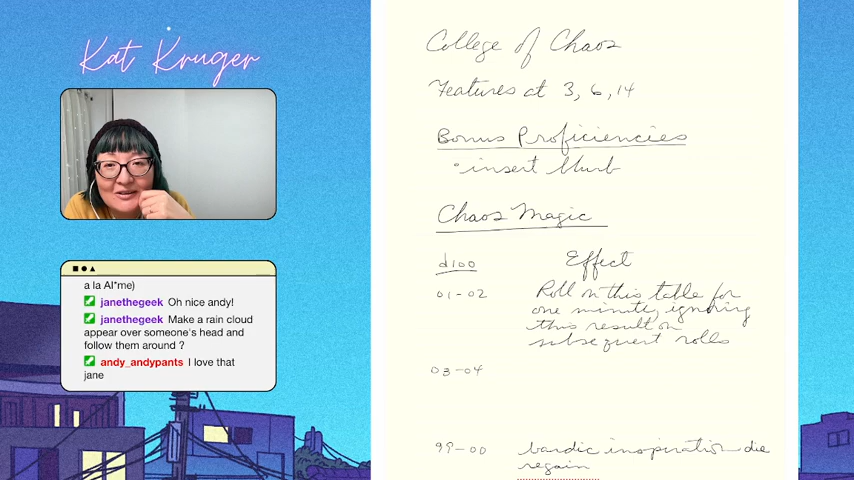 Kat Kruger
a la AI*me)
janethegeek Oh nice andy!
janethegeek Make a rain cloud
appear over someone's head and
follow them around ?
andy_andypants I love that
jane
College of Chaos
Features at 3, 6, 14
Bonus Proficiencies
*insert blurb
Chaos Magic
d100 Effect
01-02 Roll on this table for
one minute, ignoring
this result on
subsequent rolls
03-04
99-00 bardic inspiration die
regain